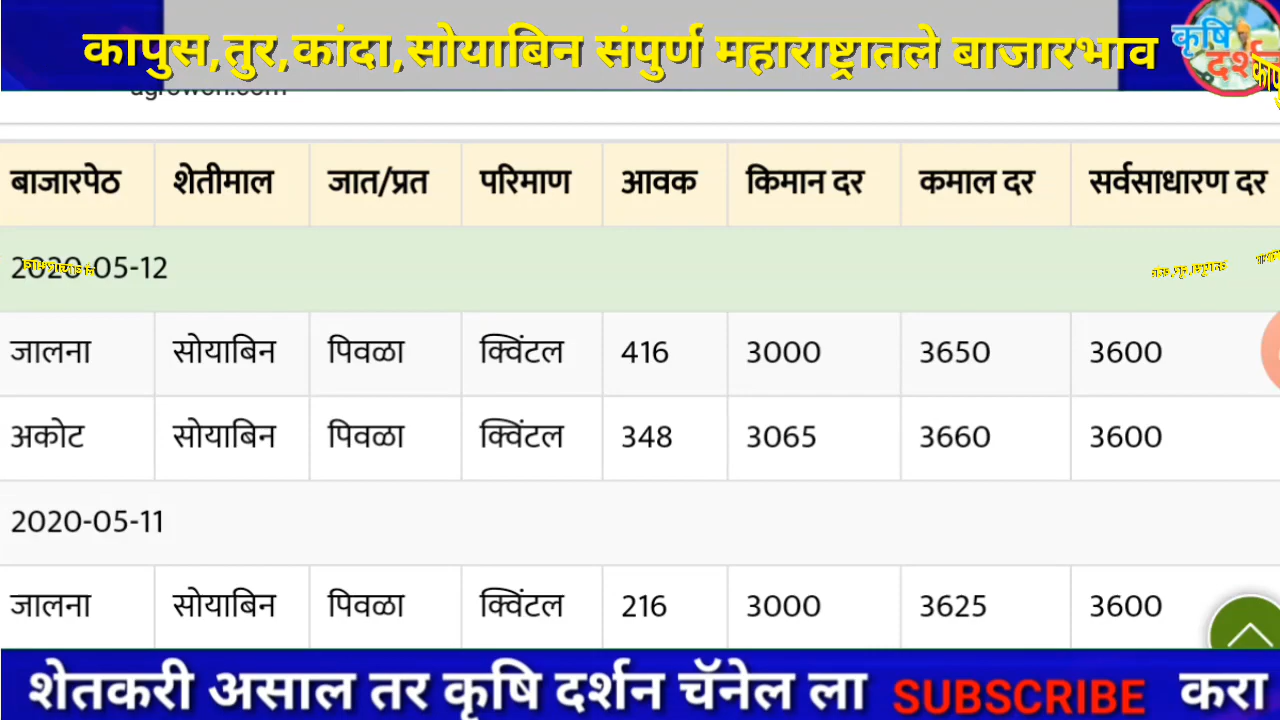 कापुस,तुर,कांदा,सोयाबिन संपुर्ण महाराष्ट्रातले बाजारभाव
कृषि
agrowon.com
बाजारपेठ शेतीमाल जात/प्रत परिमाण आवक किमान दर कमाल दर सर्वसाधारण दर
2020-05-12
जालना सोयाबिन पिवळा क्विंटल 416 3000 3650 3600
अकोट सोयाबिन पिवळा क्विंटल 348 3065 3660 3600
2020-05-11
जालना सोयाबिन पिवळा क्विंटल 216 3000 3625 3600
शेतकरी असाल तर कृषि दर्शन चॅनेल ला SUBSCRIBE करा